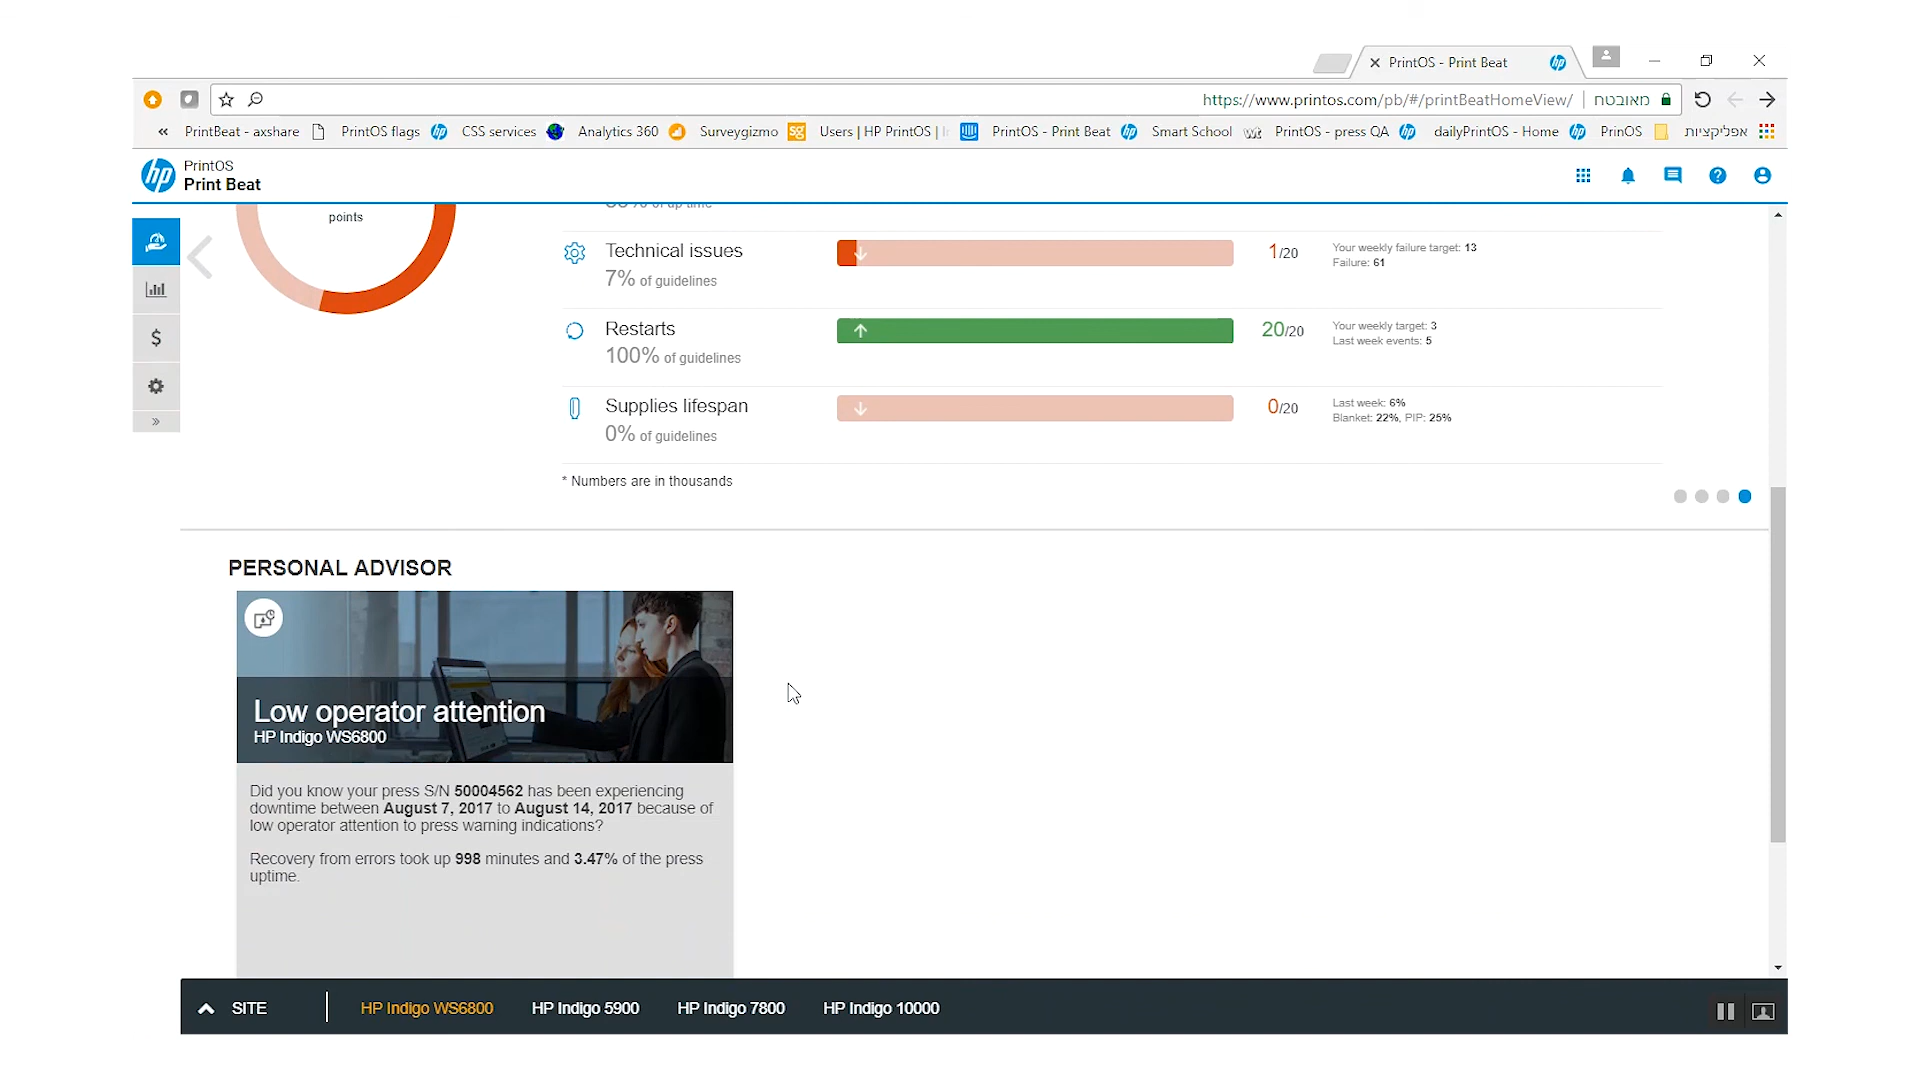 PrintOS - Print Beat
https://www.printos.com/pb/#/printBeatHomeView/ מאובטח
« PrintBeat - axshare PrintOS flags CSS services Analytics 360 Surveygizmo Users | HP PrintOS | PrintOS - Print Beat Smart School PrintOS - press QA dailyPrintOS - Home PrinOS אפליקציות
hp
PrintOS
Print Beat
points
Technical issues
7% of guidelines
1/20
Your weekly failure target: 13
Failure: 61
Restarts
100% of guidelines
20/20
Your weekly target: 3
Last week events: 5
Supplies lifespan
0% of guidelines
0/20
Last week: 6%
Blanket: 22%, PIP: 25%
* Numbers are in thousands
PERSONAL ADVISOR
Low operator attention
HP Indigo WS6800
Did you know your press S/N 50004562 has been experiencing
downtime between August 7, 2017 to August 14, 2017 because of
low operator attention to press warning indications?
Recovery from errors took up 998 minutes and 3.47% of the press
uptime.
SITE HP Indigo WS6800 HP Indigo 5900 HP Indigo 7800 HP Indigo 10000